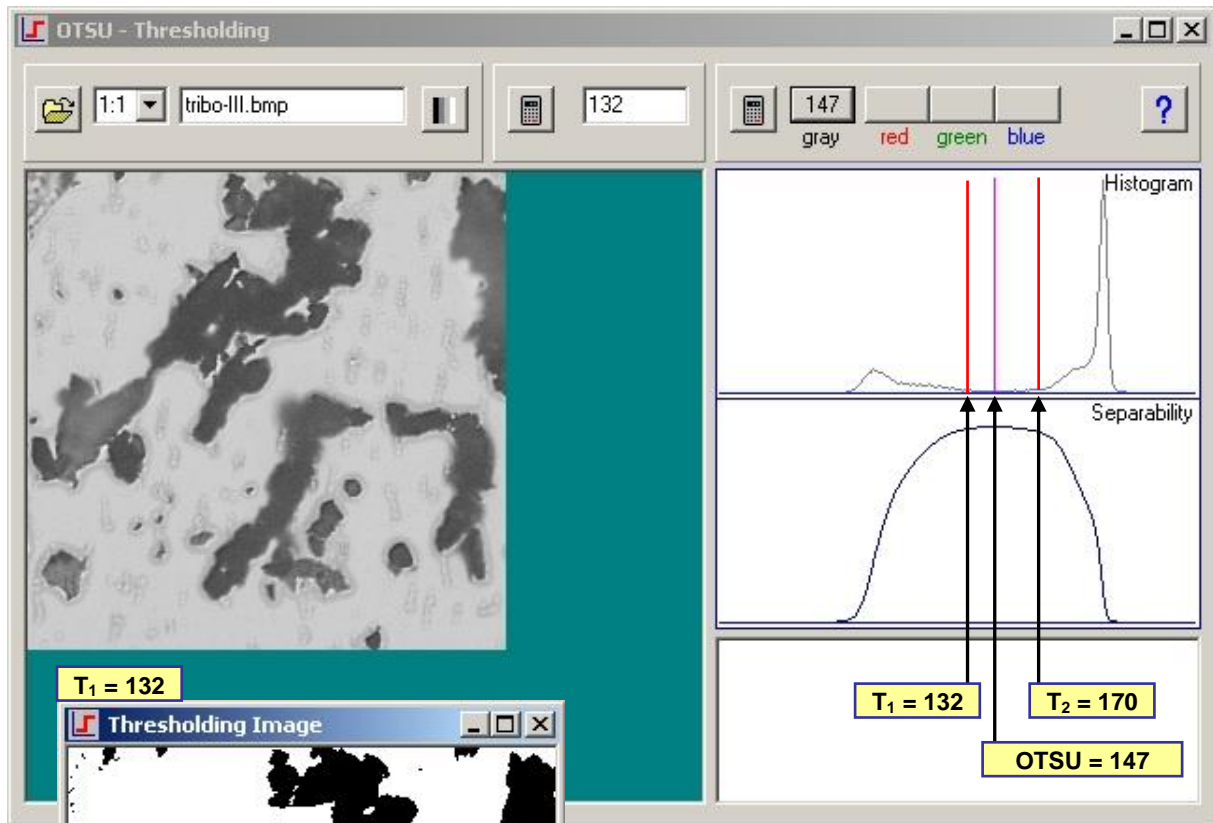 OTSU - Thresholding
1:1 tribo-III.bmp
132
147
gray red green blue
?
Histogram
Separability
T₁ = 132
T₁ = 132
T₂ = 170
OTSU = 147
Thresholding Image